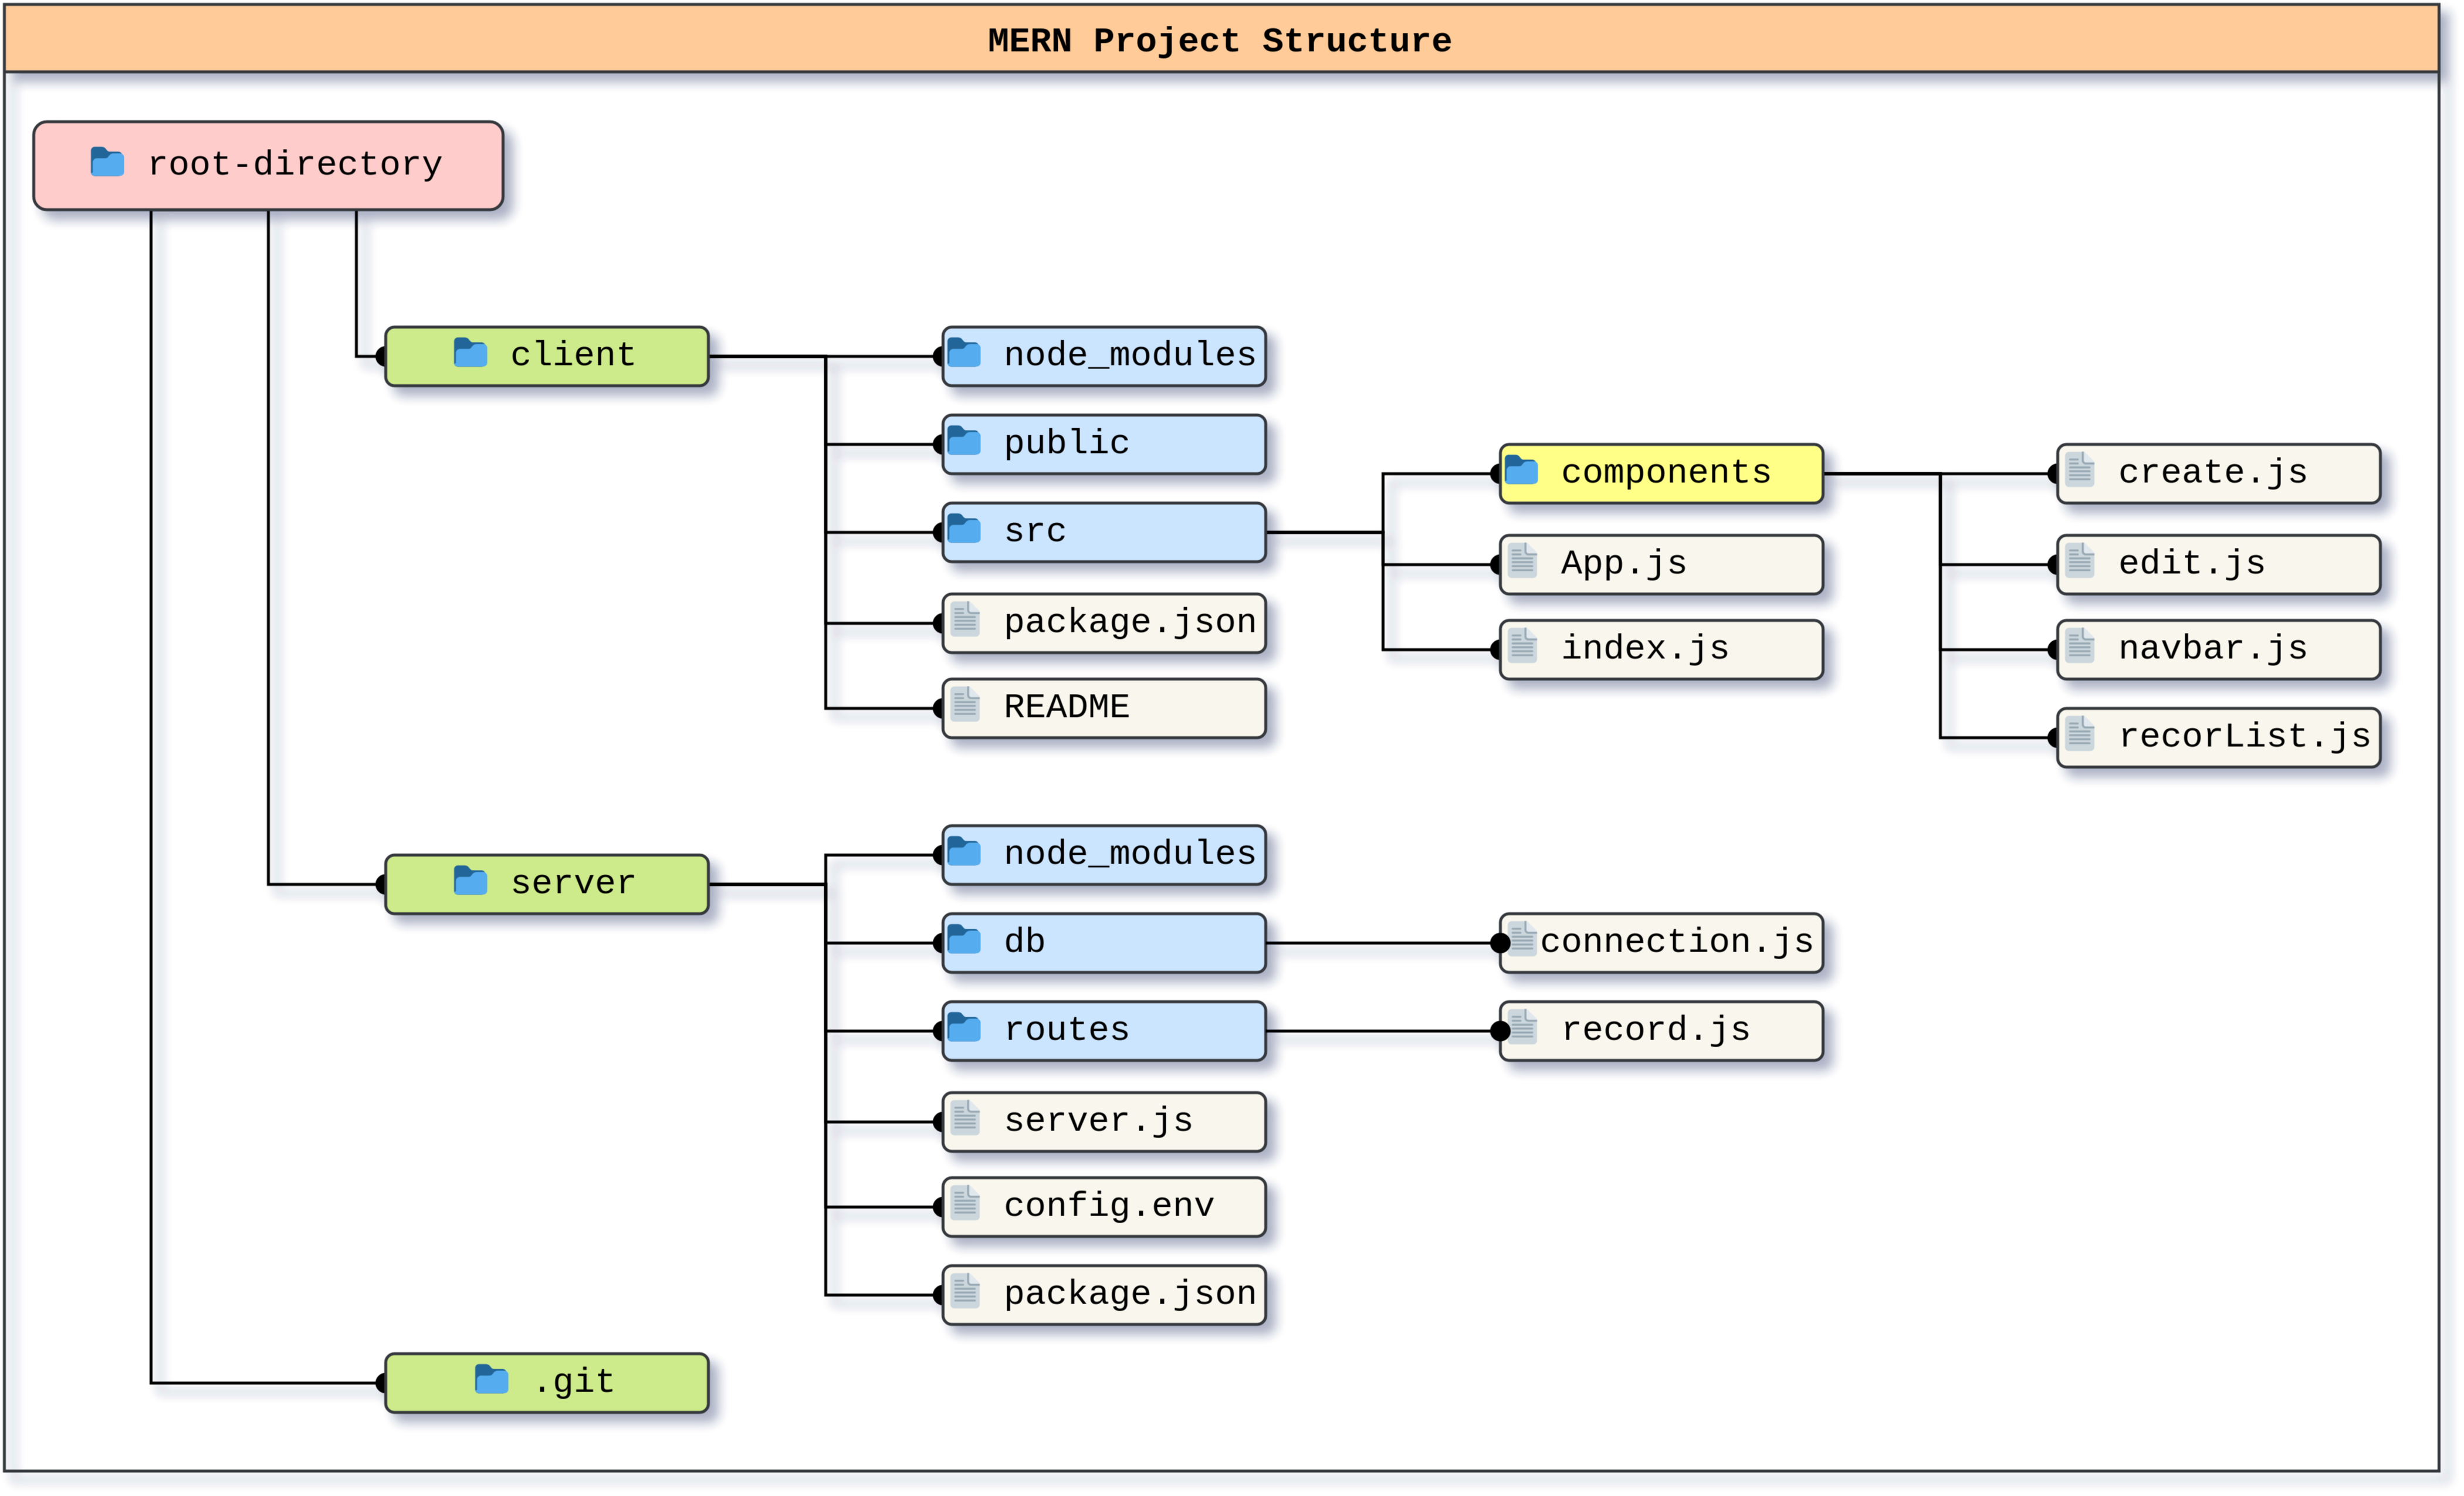 MERN Project Structure
root-directory
client
node_modules
public
src
package.json
README
components
App.js
index.js
create.js
edit.js
navbar.js
recorList.js
server
node_modules
db
connection.js
routes
record.js
server.js
config.env
package.json
.git